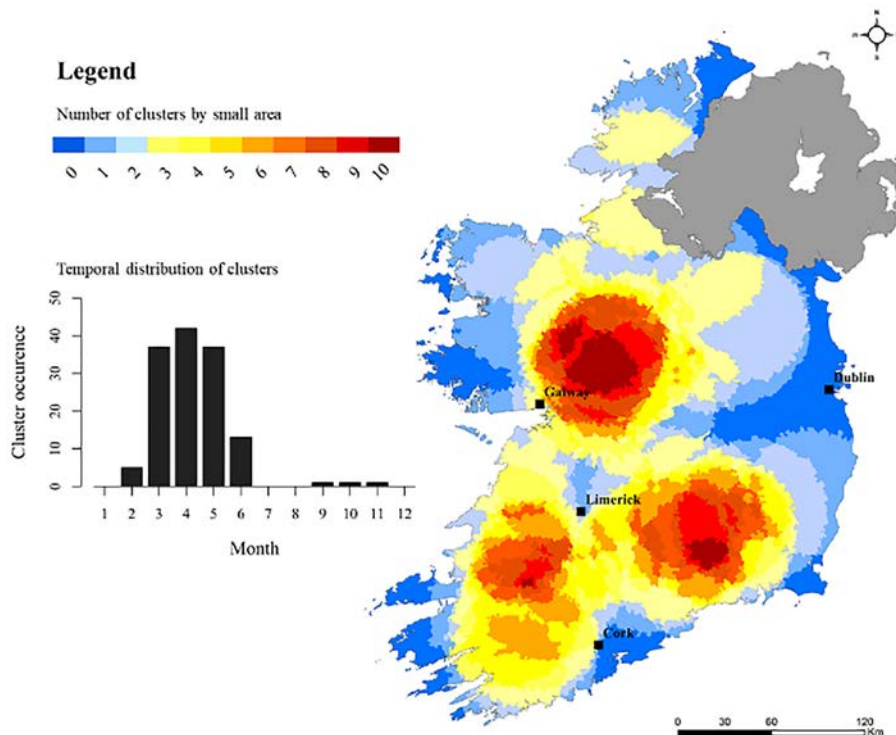 N
S
Legend
Number of clusters by small area
0 1 2 3 4 5 6 7 8 9 10
Temporal distribution of clusters
Cluster occurence
50
40
30
20
10
0
1 2 3 4 5 6 7 8 9 10 11 12
Month
Dublin
Galway
Limerick
Cork
0 30 60 120
Km